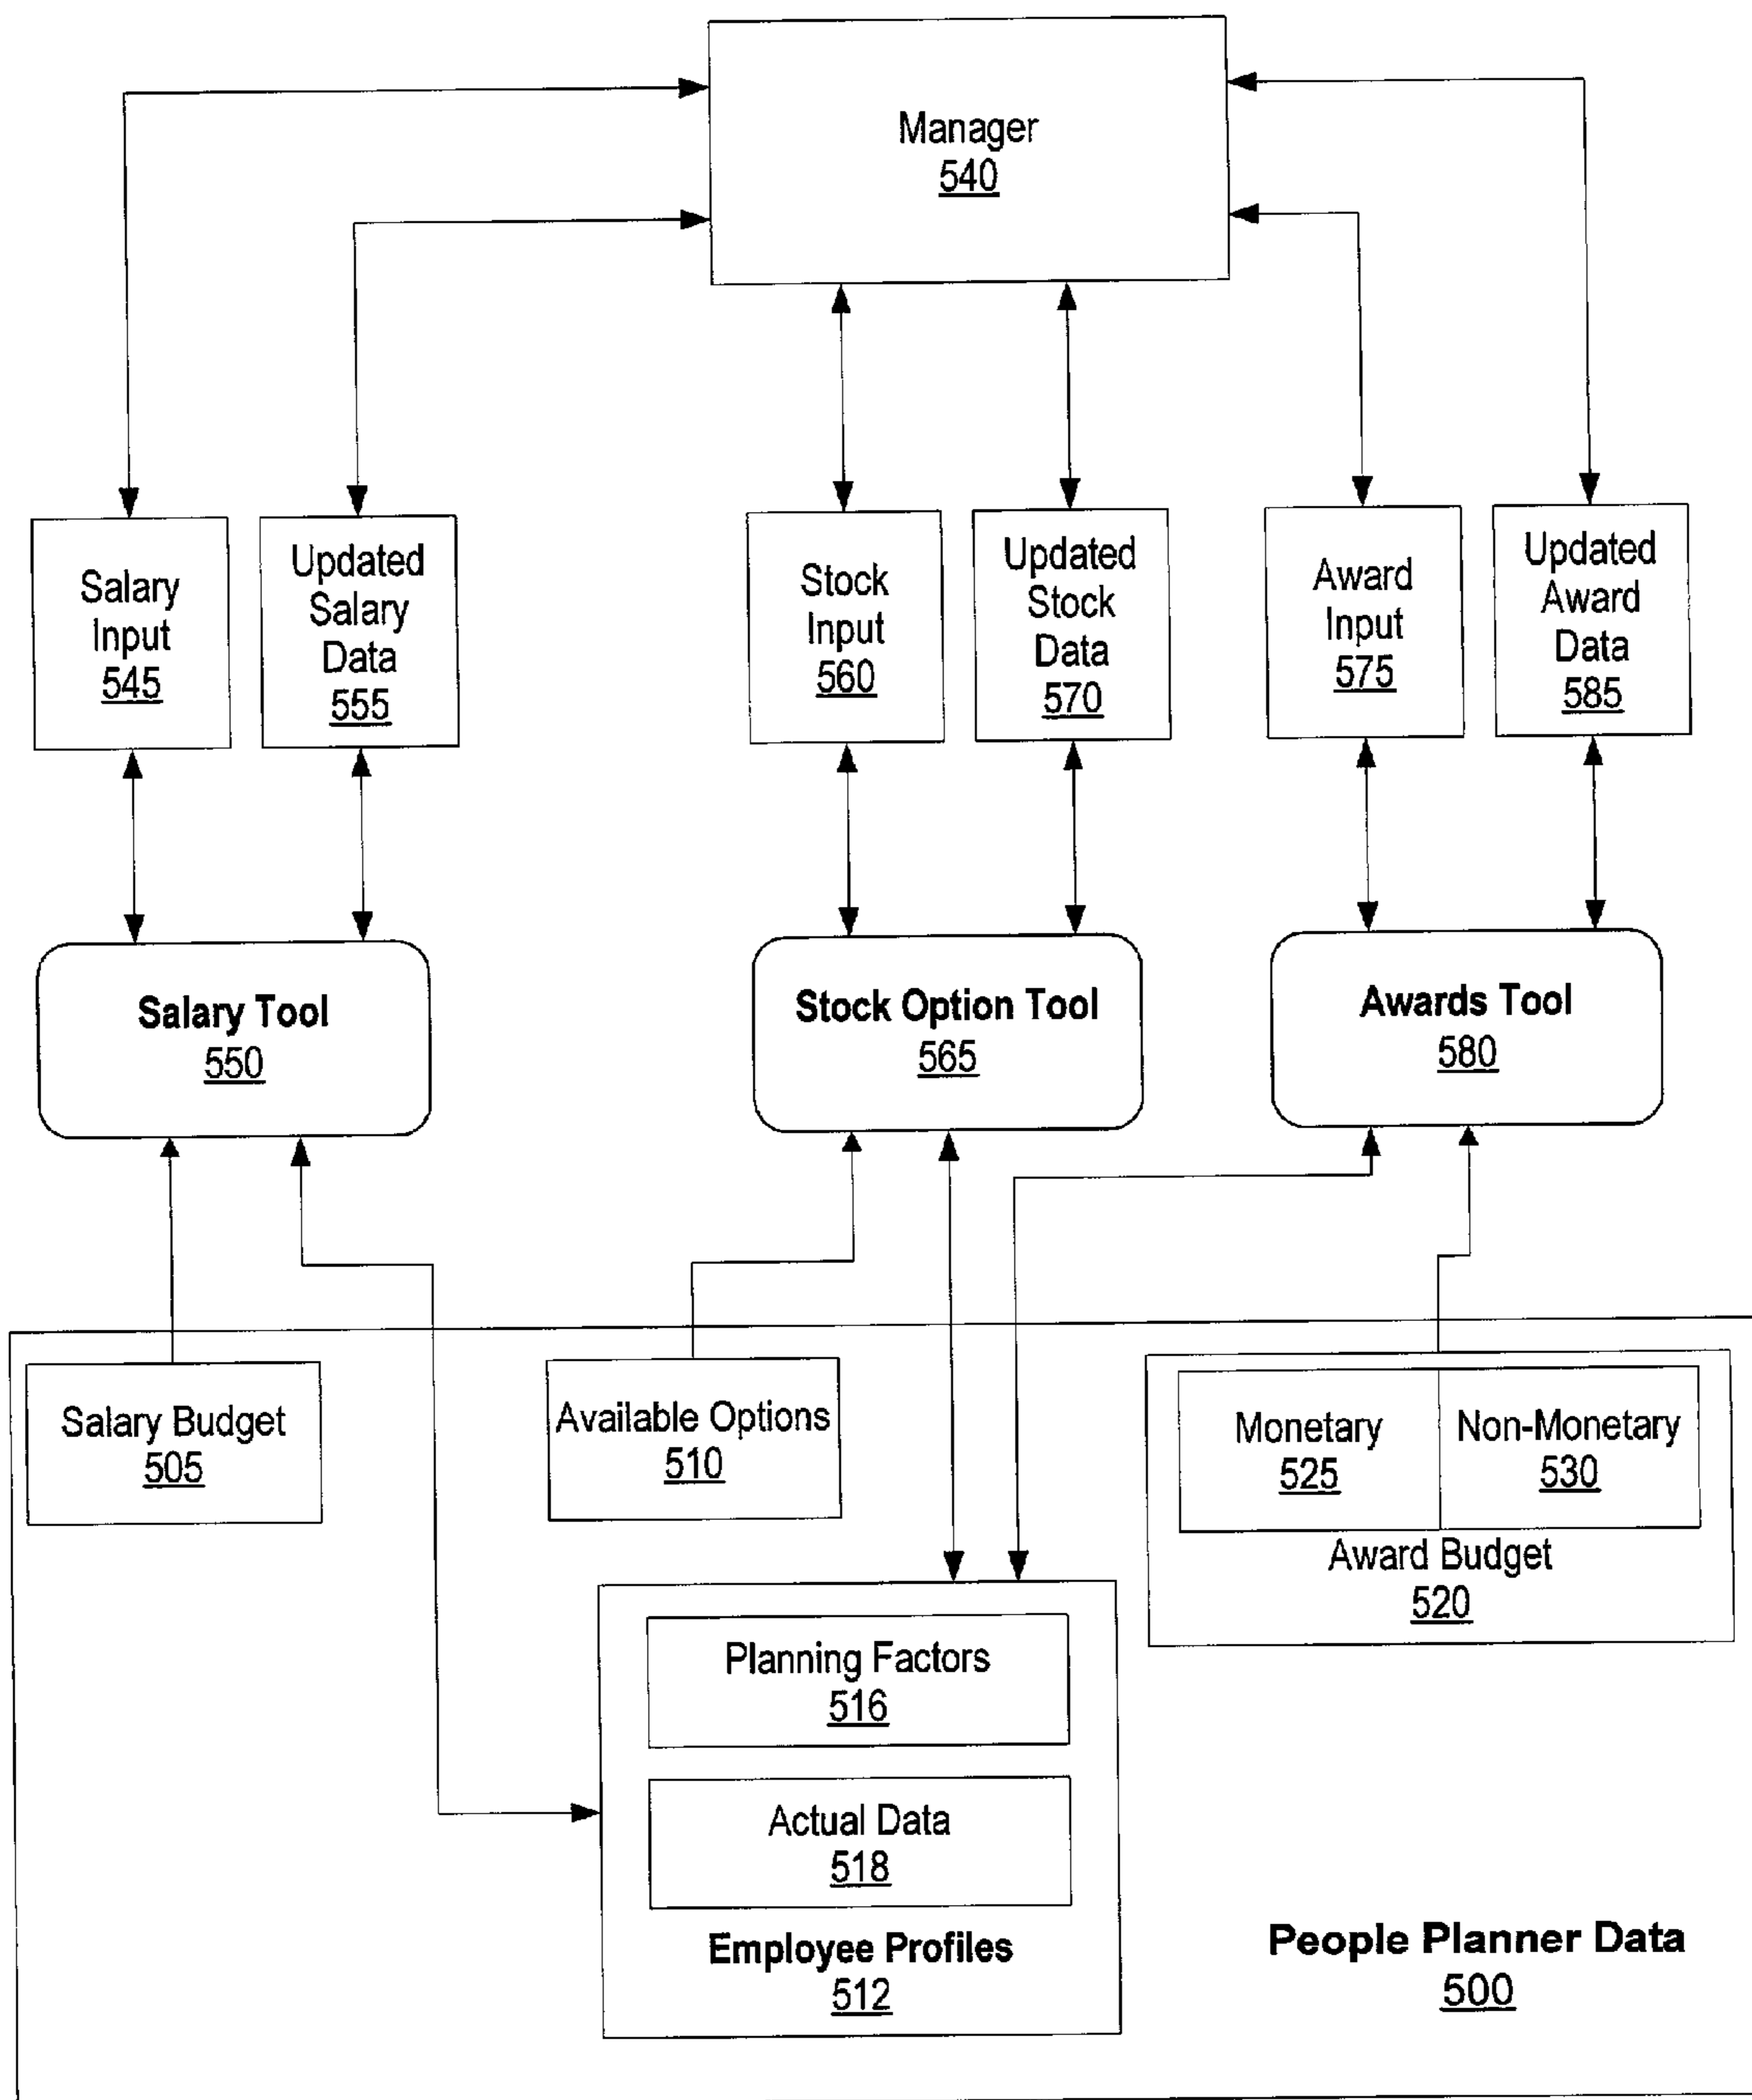 Manager
540
Salary
Input
545
Updated
Salary
Data
555
Stock
Input
560
Updated
Stock
Data
570
Award
Input
575
Updated
Award
Data
585
Salary Tool
550
Stock Option Tool
565
Awards Tool
580
Salary Budget
505
Available Options
510
Monetary
525
Non-Monetary
530
Award Budget
520
Planning Factors
516
Actual Data
518
Employee Profiles
512
People Planner Data
500